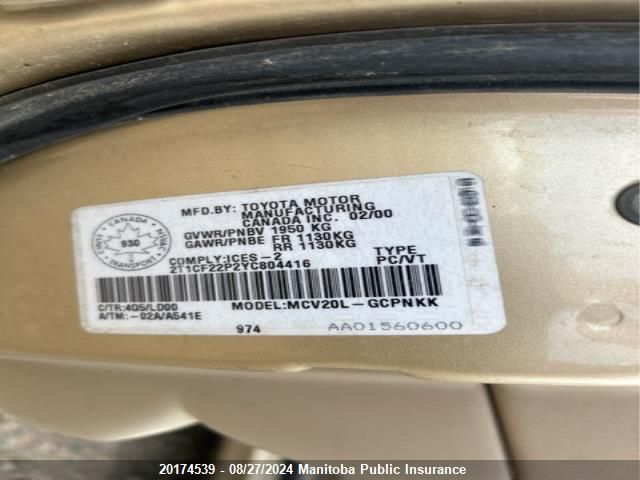 MFD.BY: TOYOTA MOTOR
MANUFACTURING
CANADA INC. 02/00
GVWR/PNBV 1950 KG
GAWR/PNBE FR 1130KG
RR 1130KG
COMPLY:ICES-2 TYPE
2T1CF22P2YC804416 PC/VT
C/TR:4Q5/LD00 MODEL:MCV20L-GCPNKK
A/TM:-02A/A541E
974 AA01560600
CANADA
930
20174539 - 08/27/2024 Manitoba Public Insurance